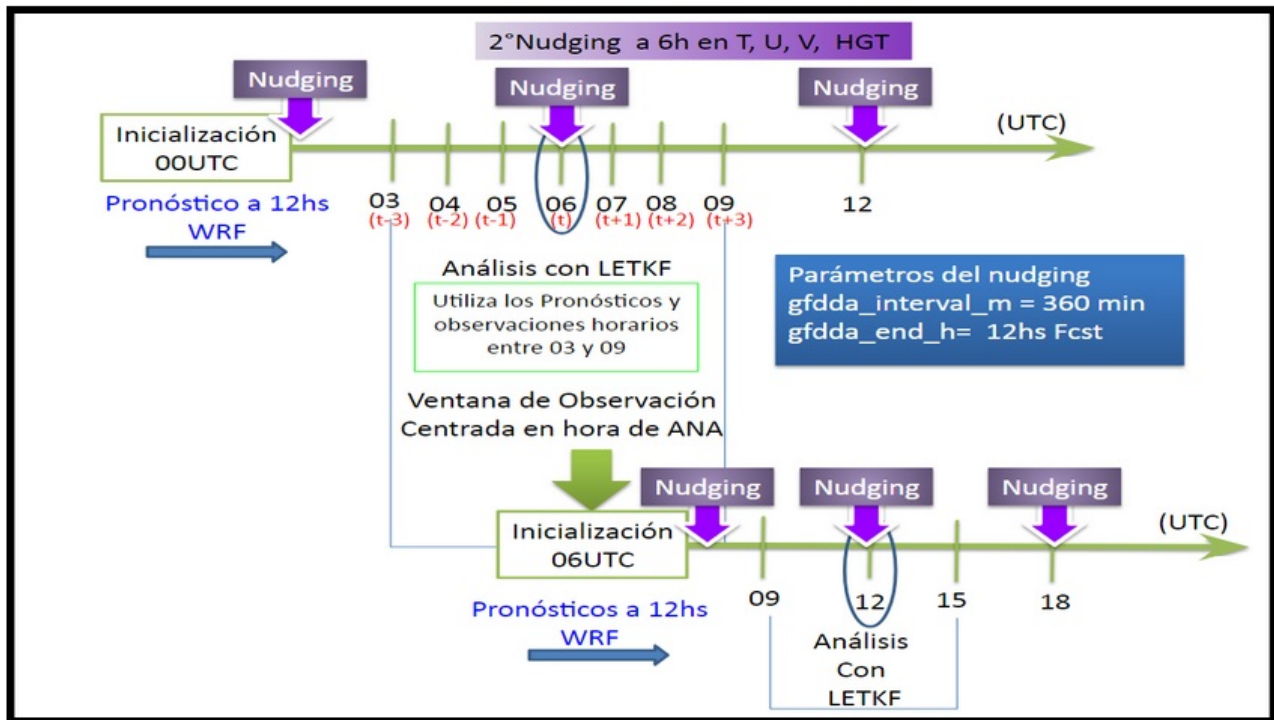 2°Nudging a 6h en T, U, V, HGT
Nudging
Nudging
Nudging
Inicialización
00UTC
(UTC)
03
04
05
06
07
08
09
12
(t-3)
(t-2)
(t-1)
(t)
(t+1)
(t+2)
(t+3)
Pronóstico a 12hs
WRF
Análisis con LETKF
Utiliza los Pronósticos y
observaciones horarios
entre 03 y 09
Parámetros del nudging
gfdda_interval_m = 360 min
gfdda_end_h= 12hs Fcst
Ventana de Observación
Centrada en hora de ANA
Nudging
Nudging
Nudging
Inicialización
06UTC
(UTC)
09
12
15
18
Pronósticos a 12hs
WRF
Análisis
Con
LETKF